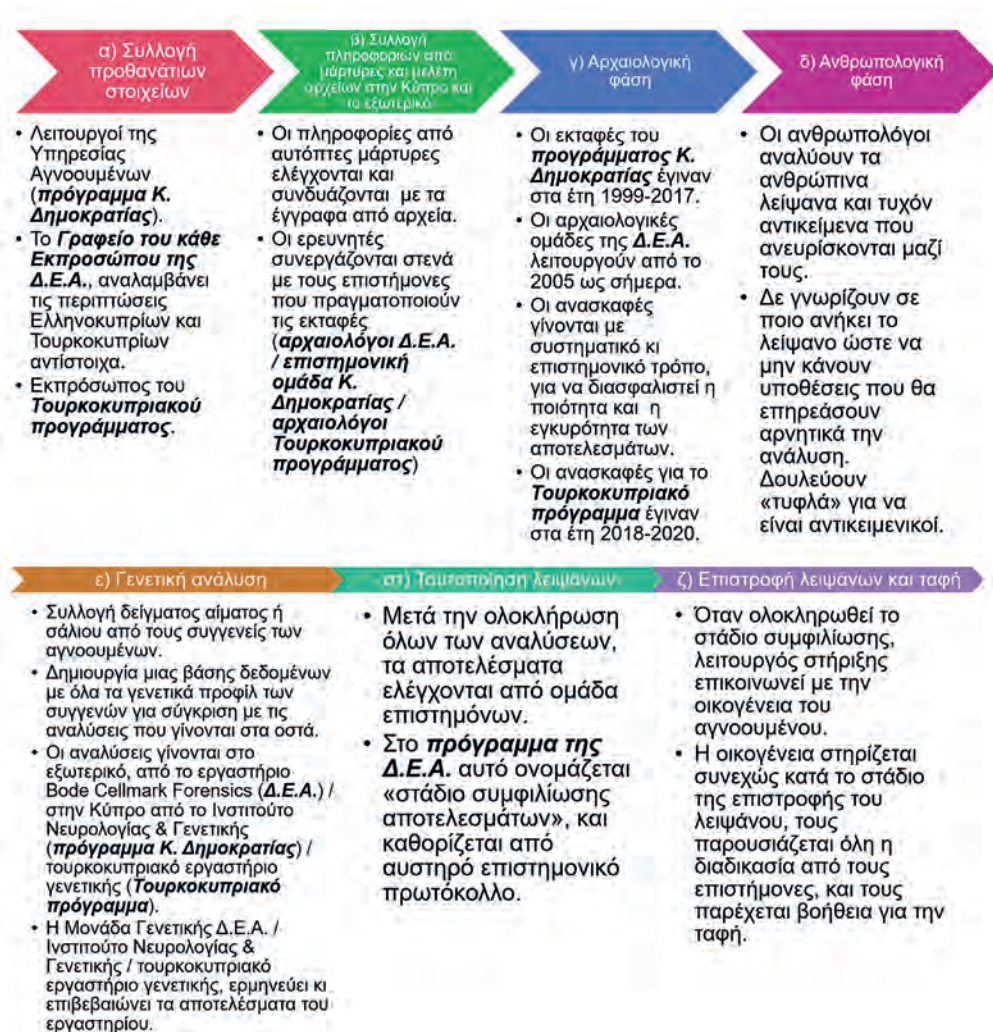 α) Συλλογή
προθανάτιων
στοιχείων
• Λειτουργοί της
Υπηρεσίας
Αγνοουμένων
(πρόγραμμα Κ.
Δημοκρατίας).
• Το Γραφείο του κάθε
Εκπροσώπου της
Δ.Ε.Α., αναλαμβάνει
τις περιπτώσεις
Ελληνοκυπρίων και
Τουρκοκυπρίων
αντίστοιχα.
• Εκπρόσωπος του
Τουρκοκυπριακού
προγράμματος.
β) Συλλογή
πληροφοριών από
μάρτυρες και μελέτη
αρχείων στην Κύπρο και
το εξωτερικό
• Οι πληροφορίες από
αυτόπτες μάρτυρες
ελέγχονται και
συνδυάζονται με τα
έγγραφα από αρχεία.
• Οι ερευνητές
συνεργάζονται στενά
με τους επιστήμονες
που πραγματοποιούν
τις εκταφές
(αρχαιολόγοι Δ.Ε.Α.
/ επιστημονική
ομάδα Κ.
Δημοκρατίας /
αρχαιολόγοι
Τουρκοκυπριακού
προγράμματος)
γ) Αρχαιολογική
φάση
• Οι εκταφές του
προγράμματος Κ.
Δημοκρατίας έγιναν
στα έτη 1999-2017.
• Οι αρχαιολογικές
ομάδες της Δ.Ε.Α.
λειτουργούν από το
2005 ως σήμερα.
• Οι ανασκαφές
γίνονται με
συστηματικό κι
επιστημονικό τρόπο,
για να διασφαλιστεί η
ποιότητα και η
εγκυρότητα των
αποτελεσμάτων.
• Οι ανασκαφές για το
Τουρκοκυπριακό
πρόγραμμα έγιναν
στα έτη 2018-2020.
δ) Ανθρωπολογική
φάση
• Οι ανθρωπολόγοι
αναλύουν τα
ανθρώπινα
λείψανα και τυχόν
αντικείμενα που
ανευρίσκονται μαζί
τους.
• Δε γνωρίζουν σε
ποιο ανήκει το
λείψανο ώστε να
μην κάνουν
υποθέσεις που θα
επηρεάσουν
αρνητικά την
ανάλυση.
Δουλεύουν
«τυφλά» για να
είναι αντικειμενικοί.
ε) Γενετική ανάλυση
• Συλλογή δείγματος αίματος ή
σάλιου από τους συγγενείς των
αγνοουμένων.
• Δημιουργία μιας βάσης δεδομένων
με όλα τα γενετικά προφίλ των
συγγενών για σύγκριση με τις
αναλύσεις που γίνονται στα οστά.
• Οι αναλύσεις γίνονται στο
εξωτερικό, από το εργαστήριο
Bode Cellmark Forensics (Δ.Ε.Α.) /
στην Κύπρο από το Ινστιτούτο
Νευρολογίας & Γενετικής
(πρόγραμμα Κ. Δημοκρατίας) /
τουρκοκυπριακό εργαστήριο
γενετικής (Τουρκοκυπριακό
πρόγραμμα).
• Η Μονάδα Γενετικής Δ.Ε.Α. /
Ινστιτούτο Νευρολογίας &
Γενετικής / τουρκοκυπριακό
εργαστήριο γενετικής, ερμηνεύει κι
επιβεβαιώνει τα αποτελέσματα του
εργαστηρίου.
στ) Ταυτοποίηση λειψάνων
• Μετά την ολοκλήρωση
όλων των αναλύσεων,
τα αποτελέσματα
ελέγχονται από ομάδα
επιστημόνων.
• Στο πρόγραμμα της
Δ.Ε.Α. αυτό ονομάζεται
«στάδιο συμφιλίωσης
αποτελεσμάτων», και
καθορίζεται από
αυστηρό επιστημονικό
πρωτόκολλο.
ζ) Επιστροφή λειψάνων και ταφή
• Όταν ολοκληρωθεί το
στάδιο συμφιλίωσης,
λειτουργός στήριξης
επικοινωνεί με την
οικογένεια του
αγνοουμένου.
• Η οικογένεια στηρίζεται
συνεχώς κατά το στάδιο
της επιστροφής του
λειψάνου, τους
παρουσιάζεται όλη η
διαδικασία από τους
επιστήμονες, και τους
παρέχεται βοήθεια για την
ταφή.